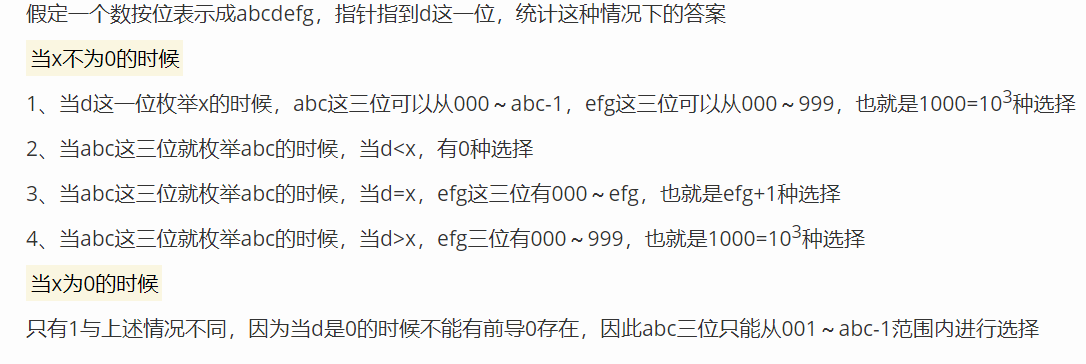 假定一个数按位表示成abcdefg，指针指到d这一位，统计这种情况下的答案
当x不为0的时候
1、当d这一位枚举x的时候，abc这三位可以从000～abc-1，efg这三位可以从000～999，也就是1000=10³种选择
2、当abc这三位就枚举abc的时候，当d<x，有0种选择
3、当abc这三位就枚举abc的时候，当d=x，efg这三位有000～efg，也就是efg+1种选择
4、当abc这三位就枚举abc的时候，当d>x，efg三位有000～999，也就是1000=10³种选择
当x为0的时候
只有1与上述情况不同，因为当d是0的时候不能有前导0存在，因此abc三位只能从001～abc-1范围内进行选择